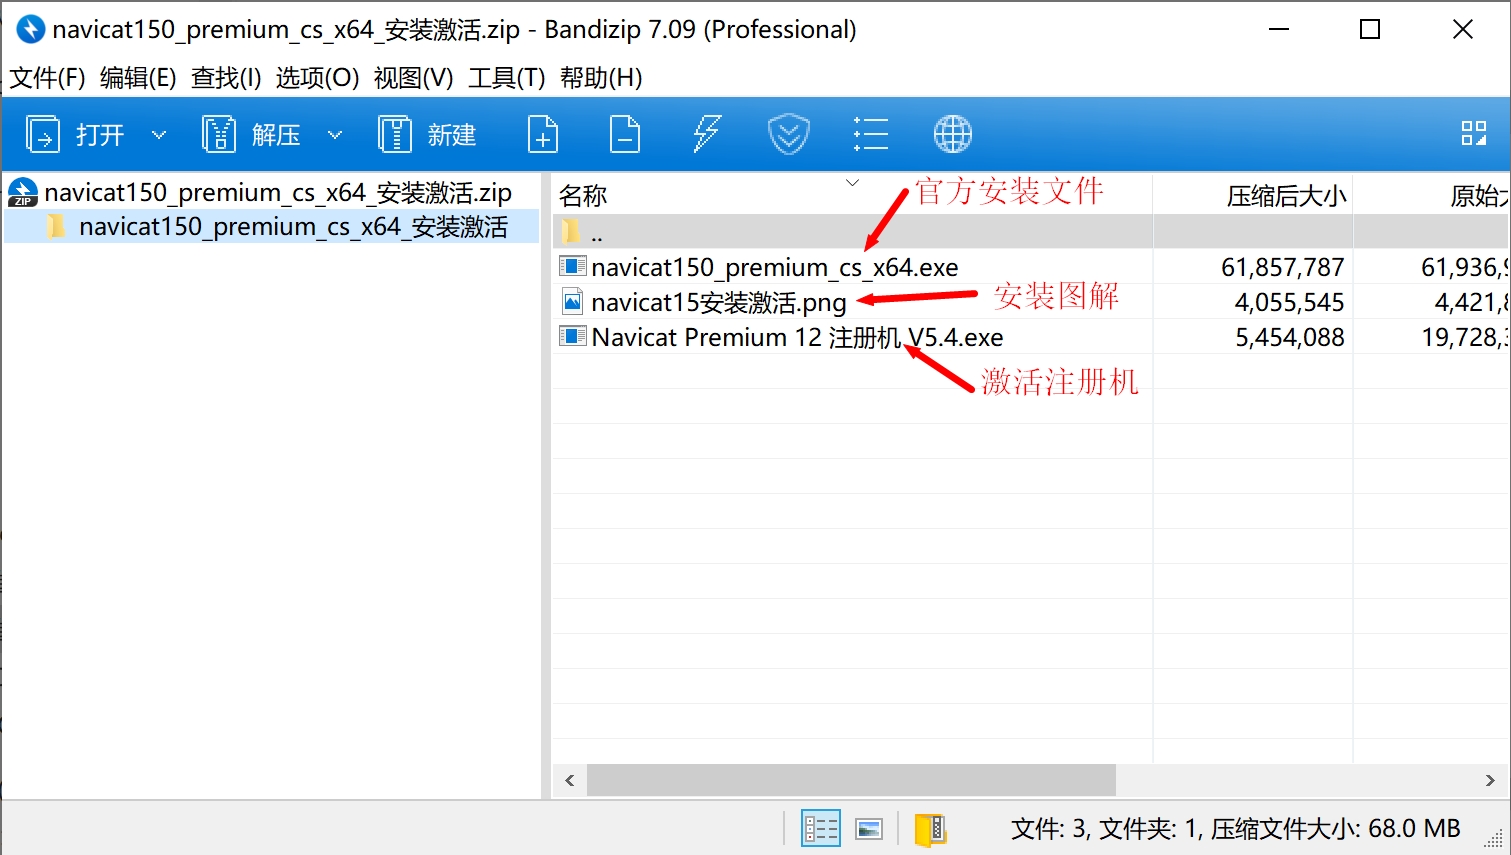 navicat150_premium_cs_x64_安装激活.zip - Bandizip 7.09 (Professional)
文件(F) 编辑(E) 查找(I) 选项(O) 视图(V) 工具(T) 帮助(H)
打开 解压 新建
navicat150_premium_cs_x64_安装激活.zip
navicat150_premium_cs_x64_安装激活
名称 压缩后大小 原始
官方安装文件
..
navicat150_premium_cs_x64.exe 61,857,787 61,936,
navicat15安装激活.png 4,055,545 4,421,
安装图解
Navicat Premium 12 注册机 V5.4.exe 5,454,088 19,728,
激活注册机
文件: 3, 文件夹: 1, 压缩文件大小: 68.0 MB
ZIP